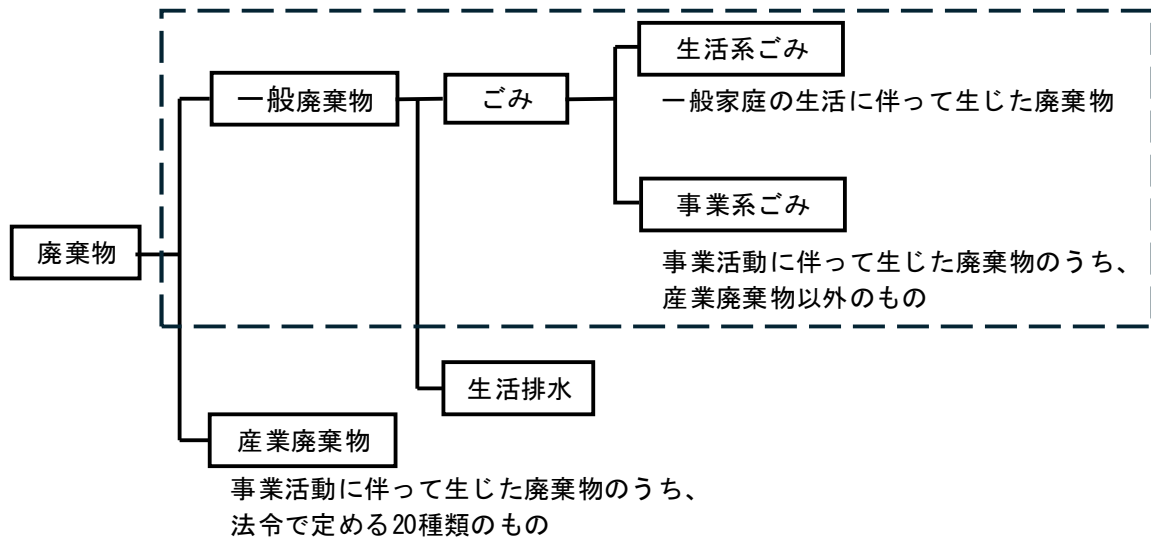 生活系ごみ
一般廃棄物
ごみ
一般家庭の生活に伴って生じた廃棄物
事業系ごみ
廃棄物
事業活動に伴って生じた廃棄物のうち、
産業廃棄物以外のもの
生活排水
産業廃棄物
事業活動に伴って生じた廃棄物のうち、
法令で定める20種類のもの